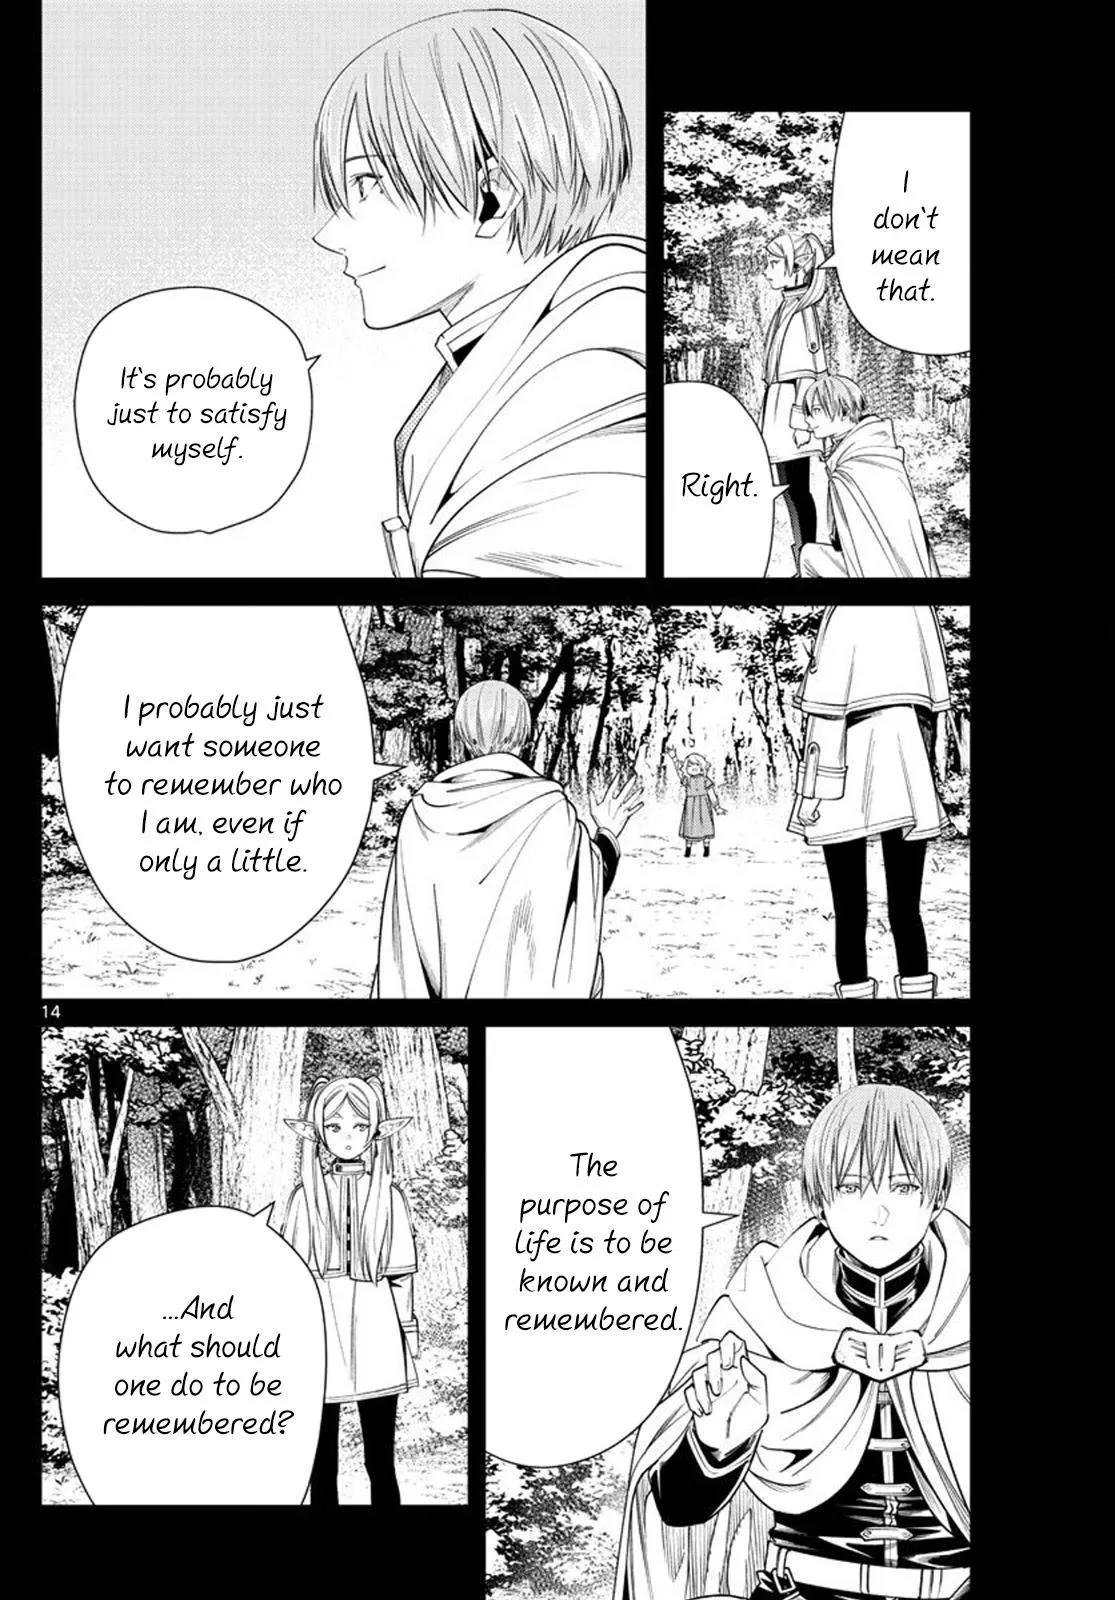 I
don't
mean
that.
Right.
It's probably
just to satisfy
myself.
I probably just
want someone
to remember who
I am, even if
only a little.
14
The
purpose of
life is to be
known and
remembered.
...And
what should
one do to be
remembered?